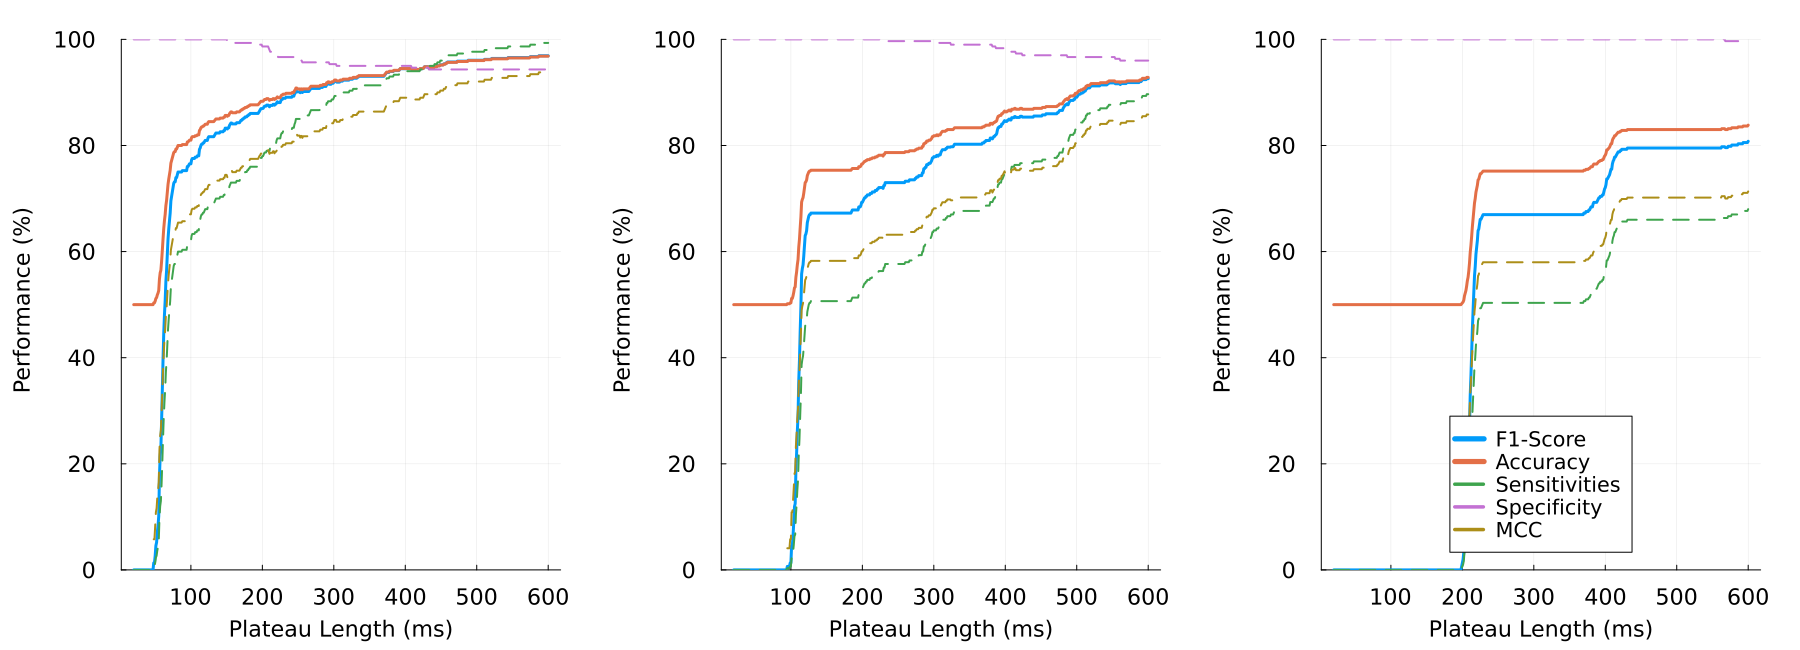 Performance (%)
100
80
60
40
20
0
100 200 300 400 500 600
Plateau Length (ms)
Performance (%)
100
80
60
40
20
0
100 200 300 400 500 600
Plateau Length (ms)
Performance (%)
100
80
60
40
20
0
100 200 300 400 500 600
Plateau Length (ms)
F1-Score
Accuracy
Sensitivities
Specificity
MCC